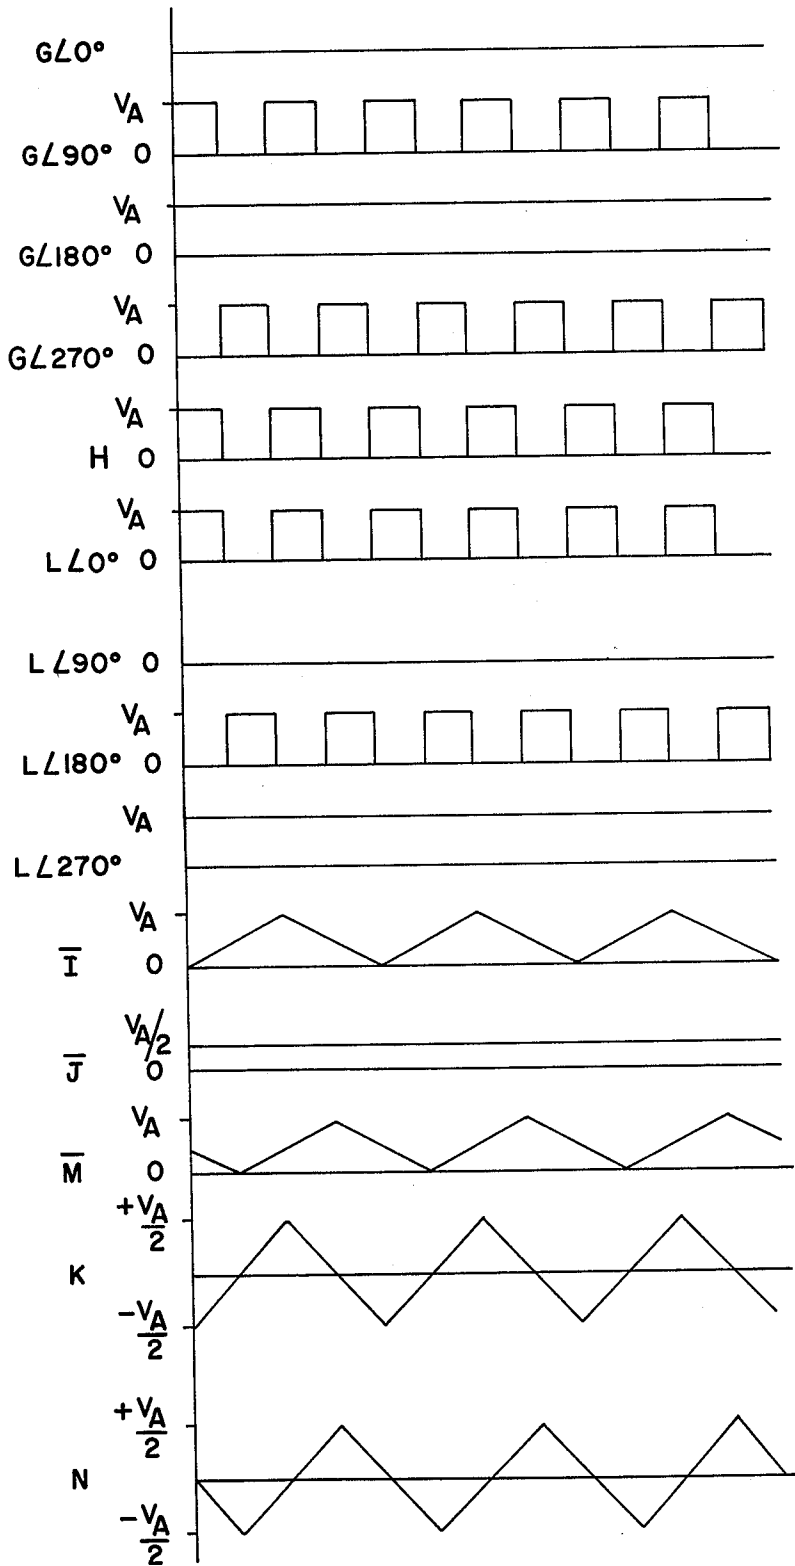 G∠0°
VA
G∠90° 0
VA
G∠180° 0
VA
G∠270° 0
VA
H 0
VA
L∠0° 0
L∠90° 0
VA
L∠180° 0
VA
L∠270°
VA
I̅ 0
VA/2
J̅ 0
VA
M̅ 0
+VA/2
K
-VA/2
+VA/2
N
-VA/2